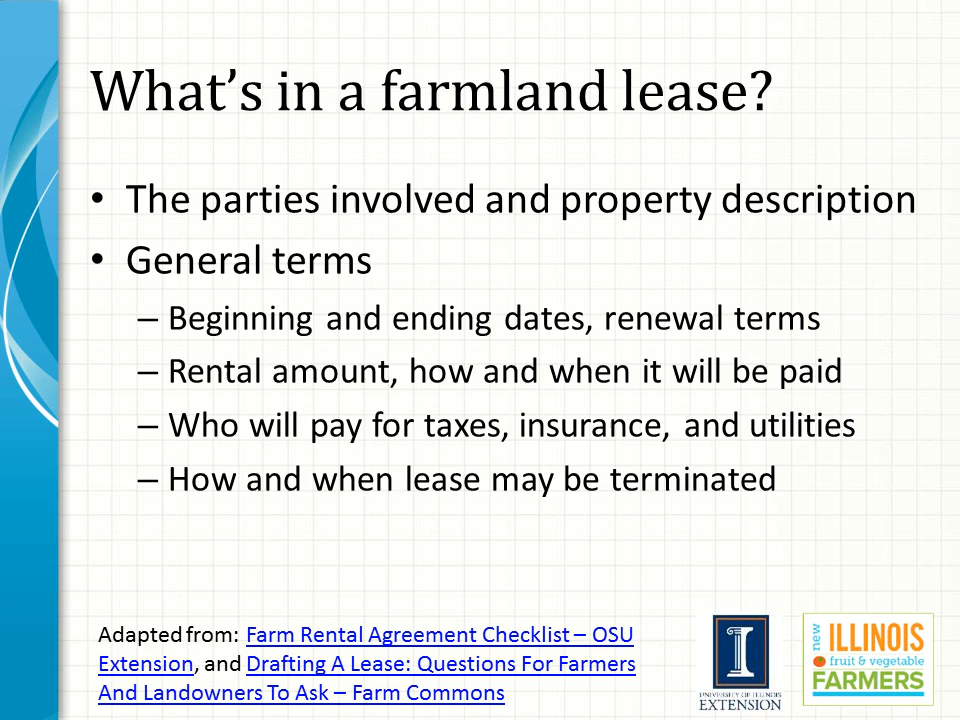 What's in a farmland lease?
• The parties involved and property description
• General terms
– Beginning and ending dates, renewal terms
– Rental amount, how and when it will be paid
– Who will pay for taxes, insurance, and utilities
– How and when lease may be terminated
Adapted from: Farm Rental Agreement Checklist – OSU
Extension, and Drafting A Lease: Questions For Farmers
And Landowners To Ask – Farm Commons
I
UNIVERSITY OF ILLINOIS
EXTENSION
new
ILLINOIS
fruit & vegetable
FARMERS